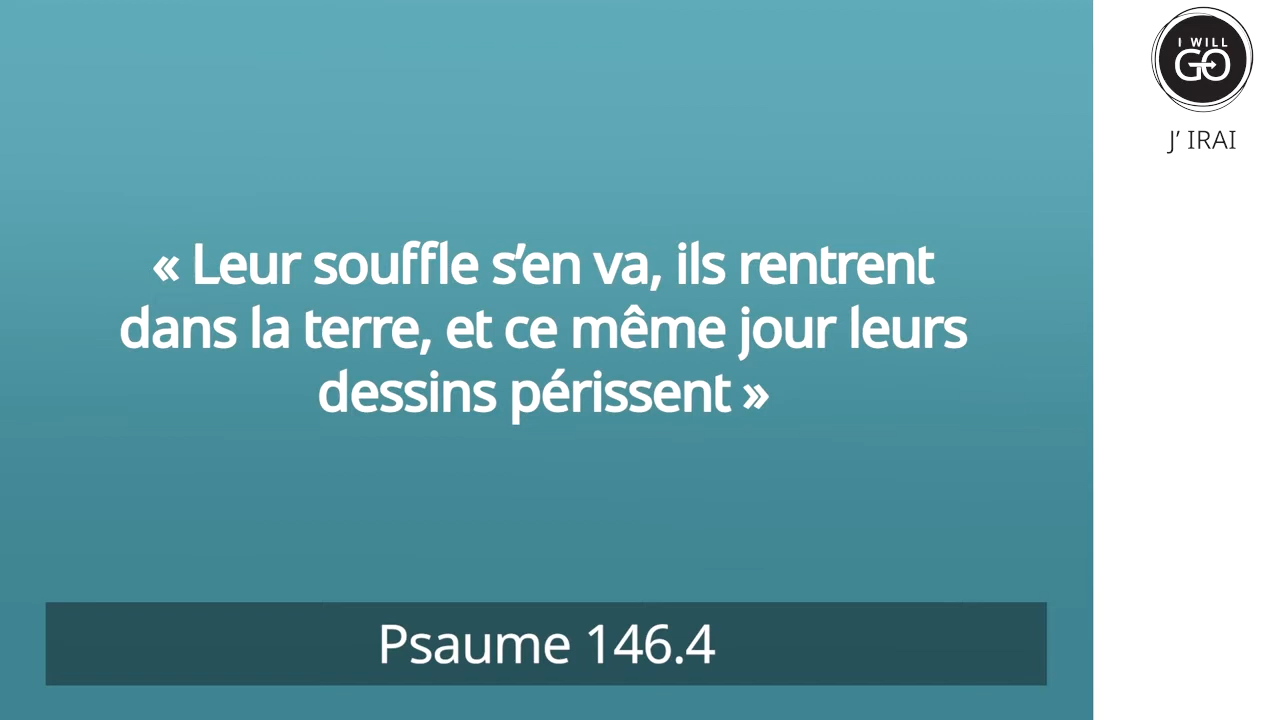 I WILL
GO
J’ IRAI
« Leur souffle s’en va, ils rentrent
dans la terre, et ce même jour leurs
dessins périssent »
Psaume 146.4